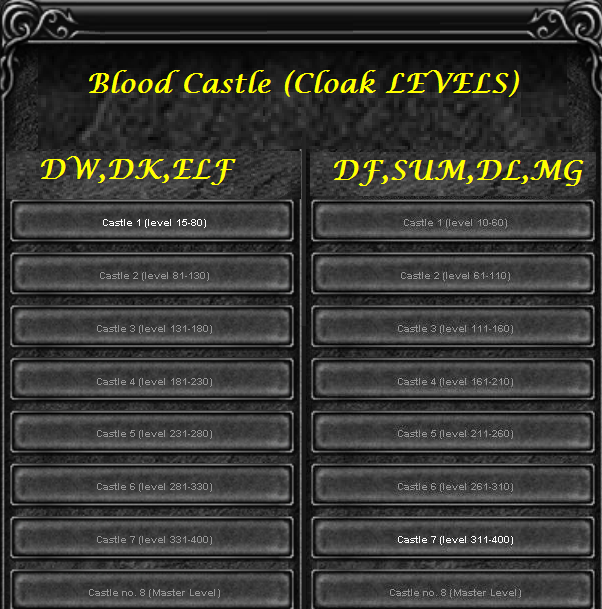 Blood Castle (Cloak LEVELS)
DW,DK,ELF
Castle 1 (level 15-80)
Castle 2 (level 81-130)
Castle 3 (level 131-180)
Castle 4 (level 181-230)
Castle 5 (level 231-280)
Castle 6 (level 281-330)
Castle 7 (level 331-400)
Castle no. 8 (Master Level)
DF,SUM,DL,MG
Castle 1 (level 10-60)
Castle 2 (level 61-110)
Castle 3 (level 111-160)
Castle 4 (level 161-210)
Castle 5 (level 211-260)
Castle 6 (level 261-310)
Castle 7 (level 311-400)
Castle no. 8 (Master Level)